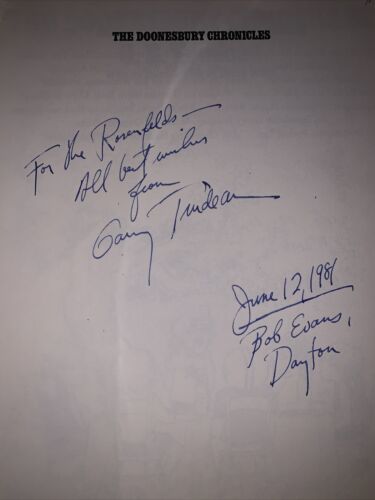 THE DOONESBURY CHRONICLES
For the Rosenfelds —
All best wishes
from
Garry Trudeau
June 12, 1981
Bob Evans,
Dayton